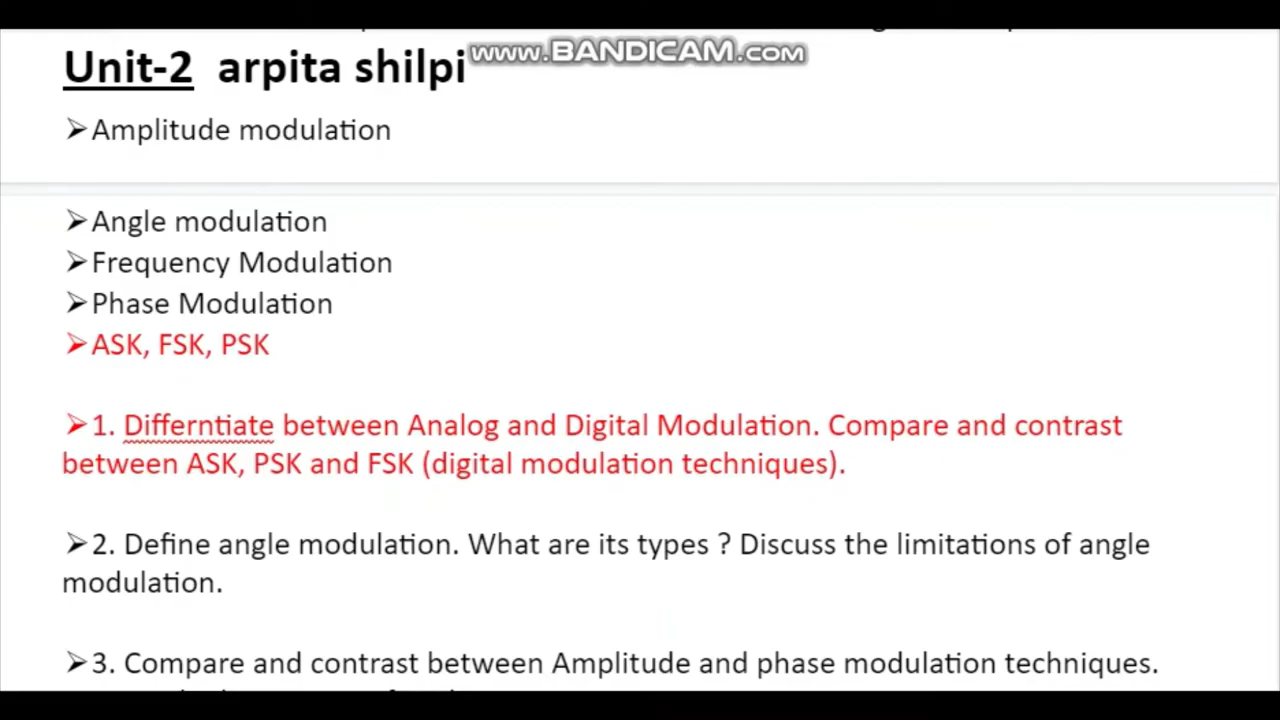 www.BANDICAM.com
Unit-2 arpita shilpi
➢Amplitude modulation
➢Angle modulation
➢Frequency Modulation
➢Phase Modulation
➢ASK, FSK, PSK
➢1. Differntiate between Analog and Digital Modulation. Compare and contrast
between ASK, PSK and FSK (digital modulation techniques).
➢2. Define angle modulation. What are its types ? Discuss the limitations of angle
modulation.
➢3. Compare and contrast between Amplitude and phase modulation techniques.